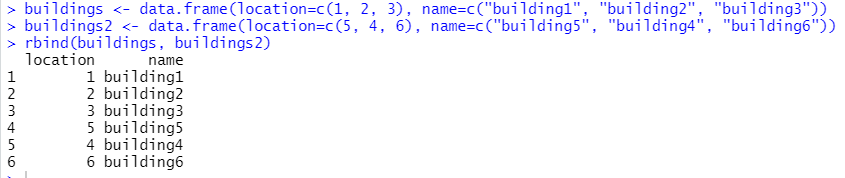 > buildings <- data.frame(location=c(1, 2, 3), name=c("building1", "building2", "building3"))
> buildings2 <- data.frame(location=c(5, 4, 6), name=c("building5", "building4", "building6"))
> rbind(buildings, buildings2)
  location      name
1        1 building1
2        2 building2
3        3 building3
4        5 building5
5        4 building4
6        6 building6
>